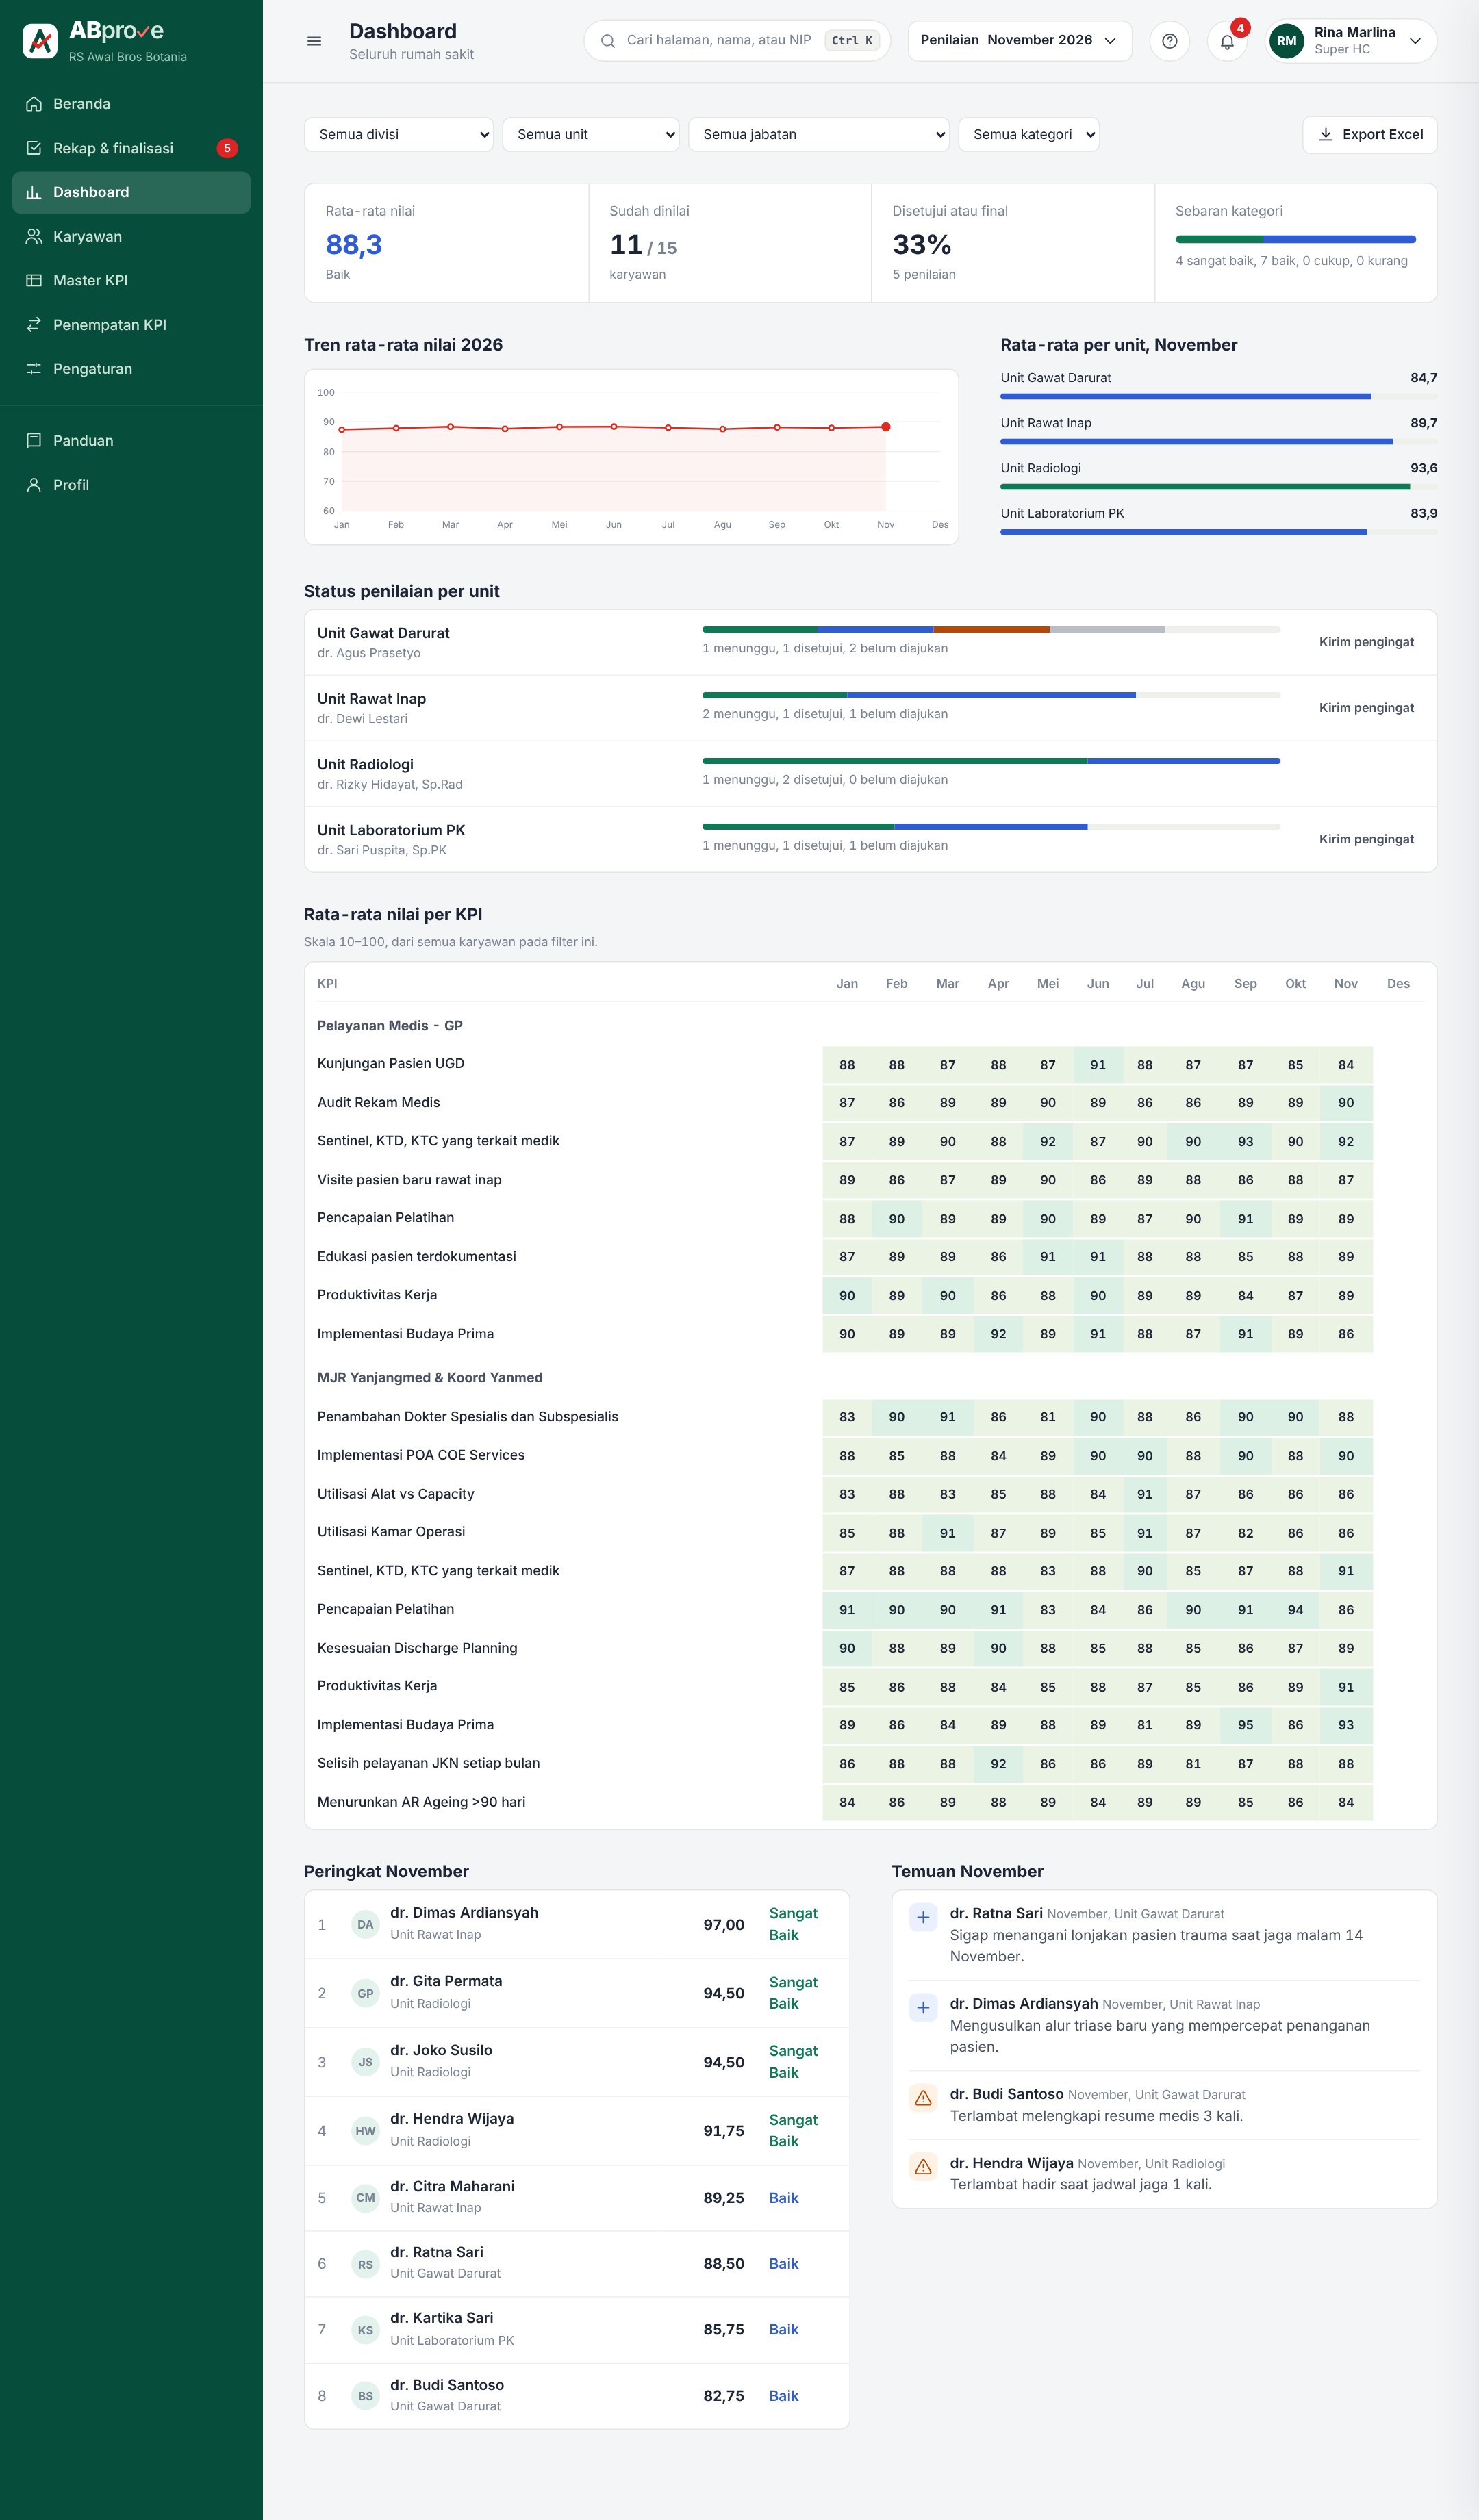 ABprove
RS Awal Bros Botania
Beranda
Rekap & finalisasi 5
Dashboard
Karyawan
Master KPI
Penempatan KPI
Pengaturan
Panduan
Profil
Dashboard
Seluruh rumah sakit
Cari halaman, nama, atau NIP Ctrl K
Penilaian November 2026
4
RM
Rina Marlina
Super HC
Semua divisi Semua unit Semua jabatan Semua kategori Export Excel
Rata-rata nilai
88,3
Baik
Sudah dinilai
11 / 15
karyawan
Disetujui atau final
33%
5 penilaian
Sebaran kategori
4 sangat baik, 7 baik, 0 cukup, 0 kurang
Tren rata-rata nilai 2026
100
90
80
70
60
Jan Feb Mar Apr Mei Jun Jul Agu Sep Okt Nov Des
Rata-rata per unit, November
Unit Gawat Darurat 84,7
Unit Rawat Inap 89,7
Unit Radiologi 93,6
Unit Laboratorium PK 83,9
Status penilaian per unit
Unit Gawat Darurat
dr. Agus Prasetyo
1 menunggu, 1 disetujui, 2 belum diajukan
Kirim pengingat
Unit Rawat Inap
dr. Dewi Lestari
2 menunggu, 1 disetujui, 1 belum diajukan
Kirim pengingat
Unit Radiologi
dr. Rizky Hidayat, Sp.Rad
1 menunggu, 2 disetujui, 0 belum diajukan
Unit Laboratorium PK
dr. Sari Puspita, Sp.PK
1 menunggu, 1 disetujui, 1 belum diajukan
Kirim pengingat
Rata-rata nilai per KPI
Skala 10–100, dari semua karyawan pada filter ini.
KPI Jan Feb Mar Apr Mei Jun Jul Agu Sep Okt Nov Des
Pelayanan Medis - GP
Kunjungan Pasien UGD 88 88 87 88 87 91 88 87 87 85 84
Audit Rekam Medis 87 86 89 89 90 89 86 86 89 89 90
Sentinel, KTD, KTC yang terkait medik 87 89 90 88 92 87 90 90 93 90 92
Visite pasien baru rawat inap 89 86 87 89 90 86 89 88 86 88 87
Pencapaian Pelatihan 88 90 89 89 90 89 87 90 91 89 89
Edukasi pasien terdokumentasi 87 89 89 86 91 91 88 88 85 88 89
Produktivitas Kerja 90 89 90 86 88 90 89 89 84 87 89
Implementasi Budaya Prima 90 89 89 92 89 91 88 87 91 89 86
MJR Yanjangmed & Koord Yanmed
Penambahan Dokter Spesialis dan Subspesialis 83 90 91 86 81 90 88 86 90 90 88
Implementasi POA COE Services 88 85 88 84 89 90 90 88 90 88 90
Utilisasi Alat vs Capacity 83 88 83 85 88 84 91 87 86 86 86
Utilisasi Kamar Operasi 85 88 91 87 89 85 91 87 82 86 86
Sentinel, KTD, KTC yang terkait medik 87 88 88 88 83 88 90 85 87 88 91
Pencapaian Pelatihan 91 90 90 91 83 84 86 90 91 94 86
Kesesuaian Discharge Planning 90 88 89 90 88 85 88 85 86 87 89
Produktivitas Kerja 85 86 88 84 85 88 87 85 86 89 91
Implementasi Budaya Prima 89 86 84 89 88 89 81 89 95 86 93
Selisih pelayanan JKN setiap bulan 86 88 88 92 86 86 89 81 87 88 88
Menurunkan AR Ageing >90 hari 84 86 89 88 89 84 89 89 85 86 84
Peringkat November
1 DA dr. Dimas Ardiansyah 97,00 Sangat Baik
Unit Rawat Inap
2 GP dr. Gita Permata 94,50 Sangat Baik
Unit Radiologi
3 JS dr. Joko Susilo 94,50 Sangat Baik
Unit Radiologi
4 HW dr. Hendra Wijaya 91,75 Sangat Baik
Unit Radiologi
5 CM dr. Citra Maharani 89,25 Baik
Unit Rawat Inap
6 RS dr. Ratna Sari 88,50 Baik
Unit Gawat Darurat
7 KS dr. Kartika Sari 85,75 Baik
Unit Laboratorium PK
8 BS dr. Budi Santoso 82,75 Baik
Unit Gawat Darurat
Temuan November
dr. Ratna Sari November, Unit Gawat Darurat
Sigap menangani lonjakan pasien trauma saat jaga malam 14
November.
dr. Dimas Ardiansyah November, Unit Rawat Inap
Mengusulkan alur triase baru yang mempercepat penanganan
pasien.
dr. Budi Santoso November, Unit Gawat Darurat
Terlambat melengkapi resume medis 3 kali.
dr. Hendra Wijaya November, Unit Radiologi
Terlambat hadir saat jadwal jaga 1 kali.